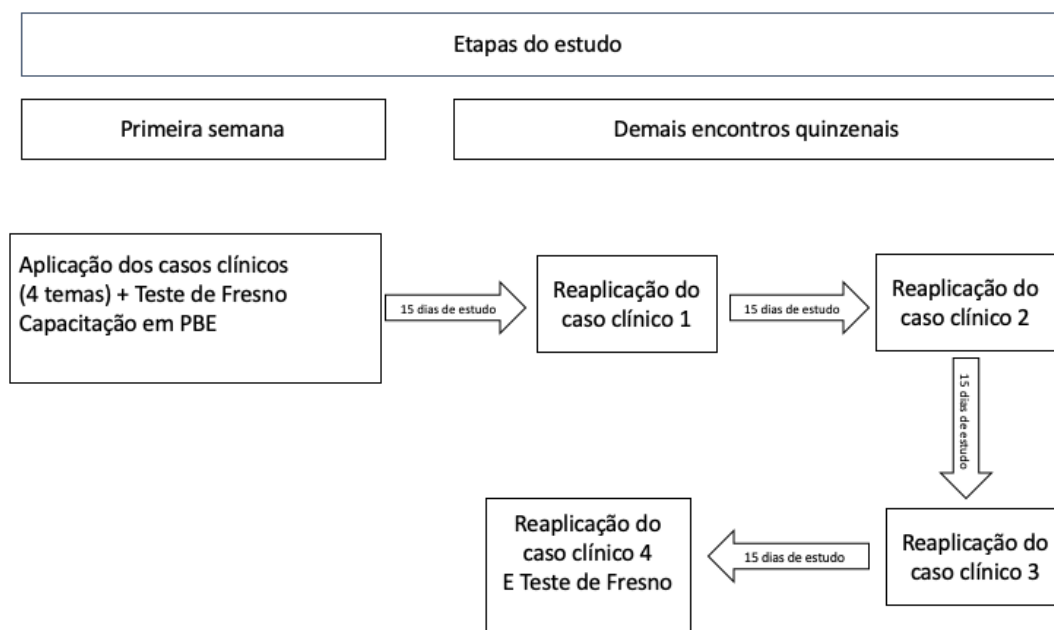 Etapas do estudo
Primeira semana
Demais encontros quinzenais
Aplicação dos casos clínicos
(4 temas) + Teste de Fresno
Capacitação em PBE
15 dias de estudo
Reaplicação do
caso clínico 1
15 dias de estudo
Reaplicação do
caso clínico 2
15 dias de estudo
Reaplicação do
caso clínico 3
15 dias de estudo
Reaplicação do
caso clínico 4
E Teste de Fresno